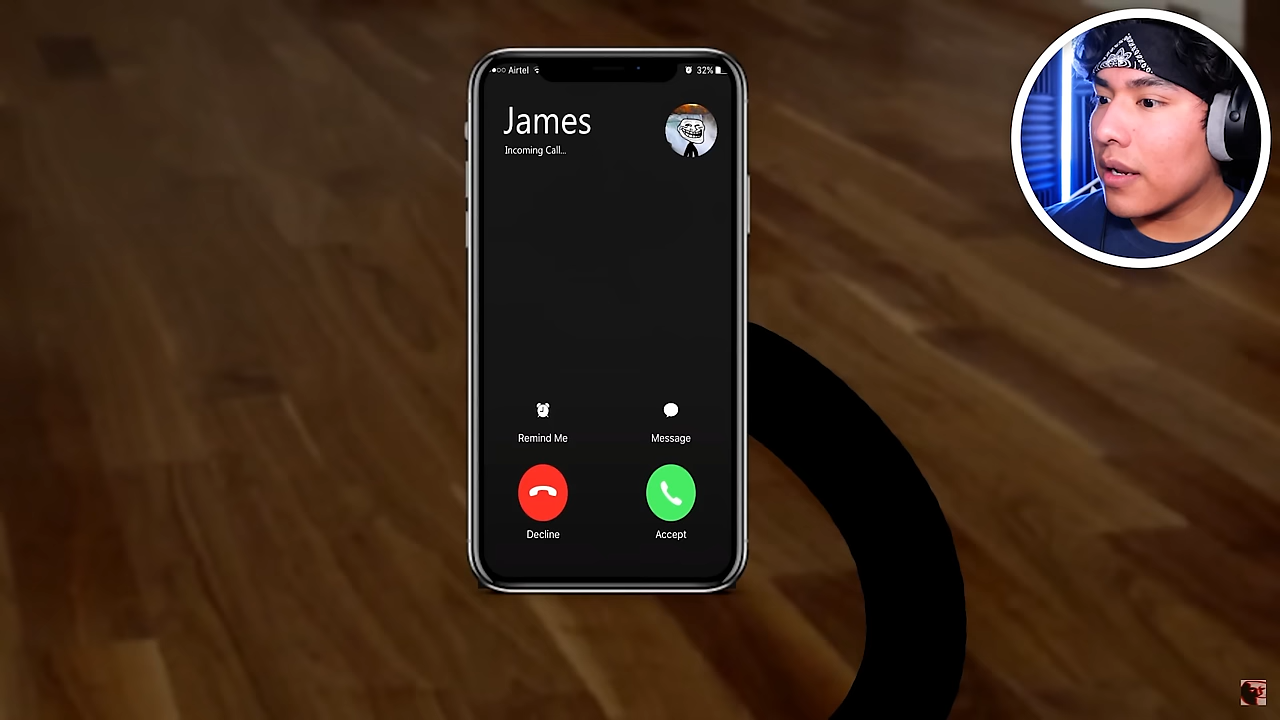 Airtel 32%
James
Incoming Call...
Remind Me Message
Decline Accept